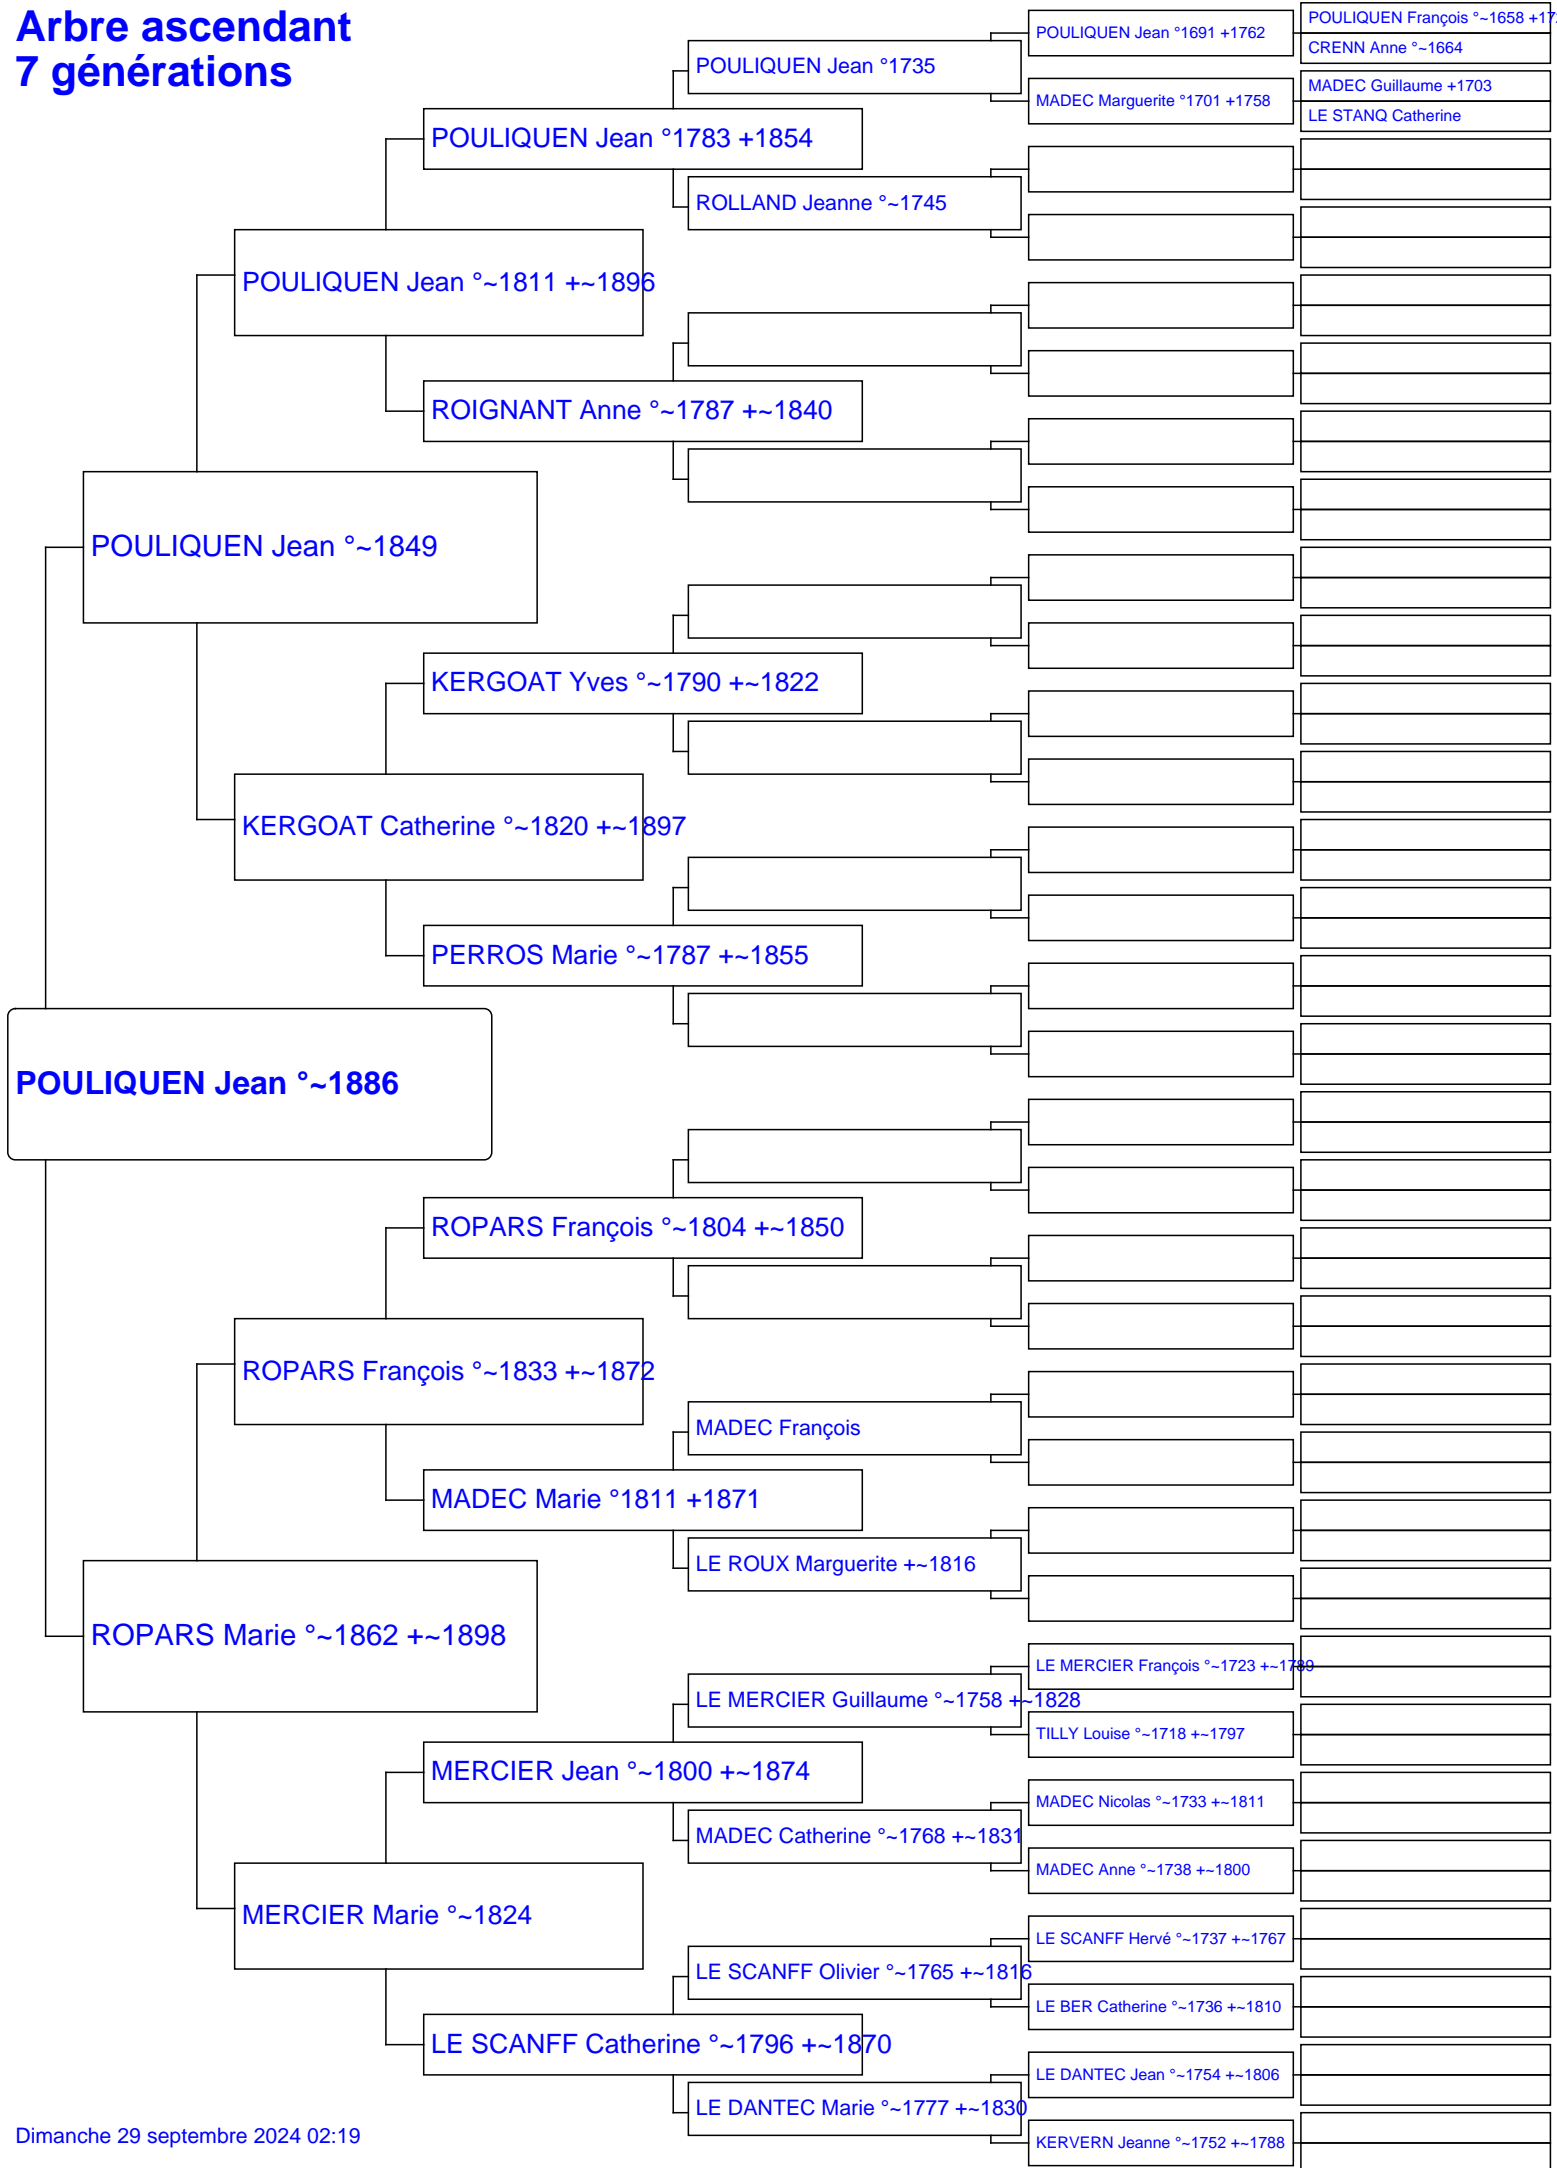 Arbre ascendant
7 générations
POULIQUEN Jean °~1886
POULIQUEN Jean °~1849
ROPARS Marie °~1862 +~1898
POULIQUEN Jean °~1811 +~1896
KERGOAT Catherine °~1820 +~1897
ROPARS François °~1833 +~1872
MERCIER Marie °~1824
POULIQUEN Jean °1783 +1854
ROIGNANT Anne °~1787 +~1840
KERGOAT Yves °~1790 +~1822
PERROS Marie °~1787 +~1855
ROPARS François °~1804 +~1850
MADEC Marie °1811 +1871
MERCIER Jean °~1800 +~1874
LE SCANFF Catherine °~1796 +~1870
POULIQUEN Jean °1735
ROLLAND Jeanne °~1745
MADEC François
LE ROUX Marguerite +~1816
LE MERCIER Guillaume °~1758 +~1828
MADEC Catherine °~1768 +~1831
LE SCANFF Olivier °~1765 +~1816
LE DANTEC Marie °~1777 +~1830
POULIQUEN Jean °1691 +1762
MADEC Marguerite °1701 +1758
LE MERCIER François °~1723 +~1789
TILLY Louise °~1718 +~1797
MADEC Nicolas °~1733 +~1811
MADEC Anne °~1738 +~1800
LE SCANFF Hervé °~1737 +~1767
LE BER Catherine °~1736 +~1810
LE DANTEC Jean °~1754 +~1806
KERVERN Jeanne °~1752 +~1788
POULIQUEN François °~1658
CRENN Anne °~1664
MADEC Guillaume +1703
LE STANQ Catherine
Dimanche 29 septembre 2024 02:19